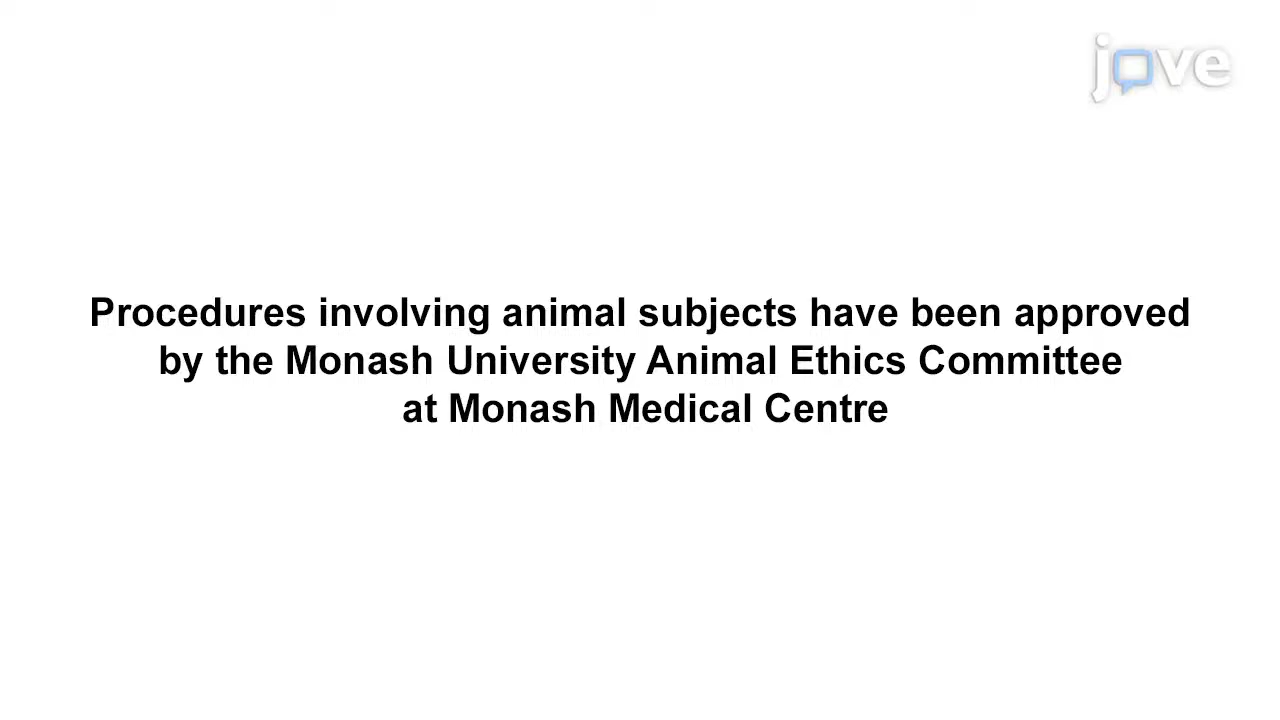 jove
Procedures involving animal subjects have been approved
by the Monash University Animal Ethics Committee
at Monash Medical Centre